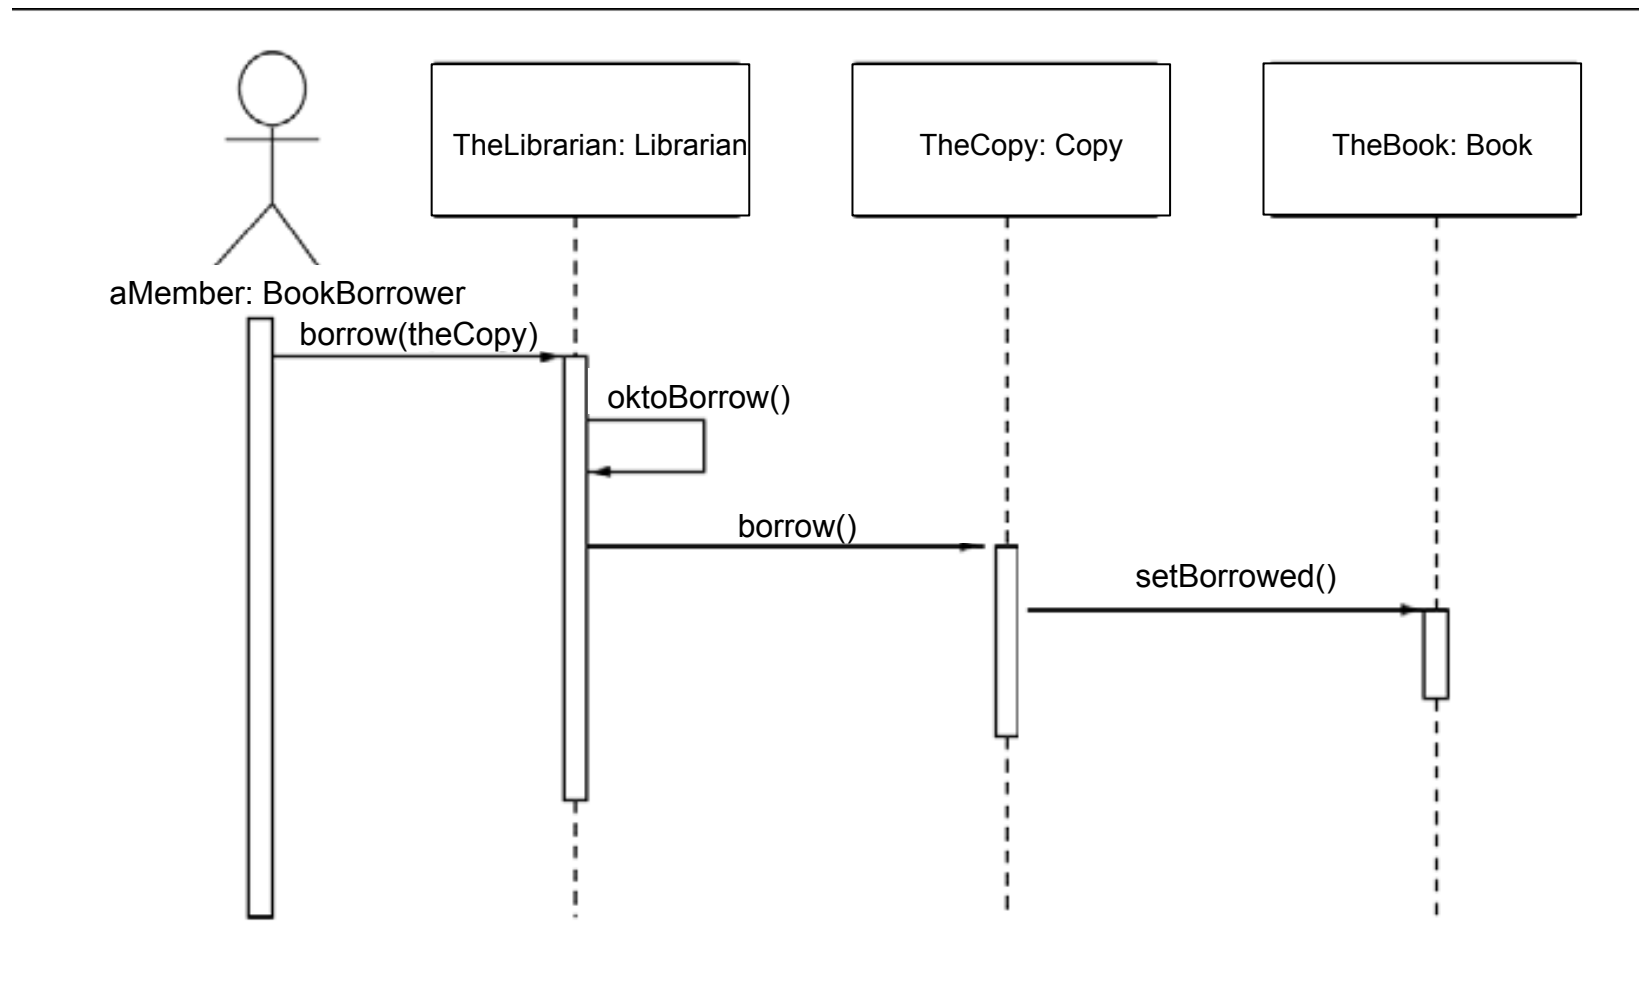 TheLibrarian: Librarian
TheCopy: Copy
TheBook: Book
aMember: BookBorrower
borrow(theCopy)
oktoBorrow()
borrow()
setBorrowed()